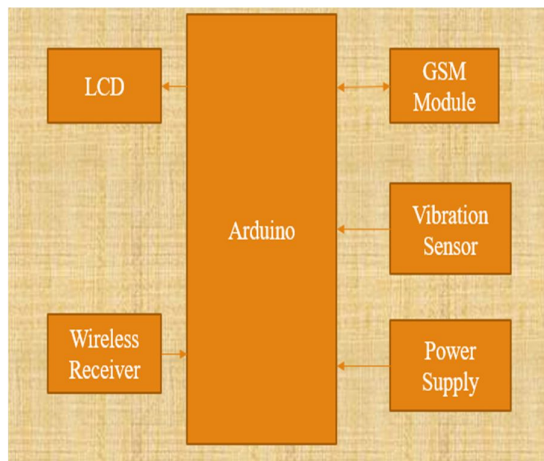 LCD
GSM
Module
Arduino
Vibration
Sensor
Wireless
Receiver
Power
Supply